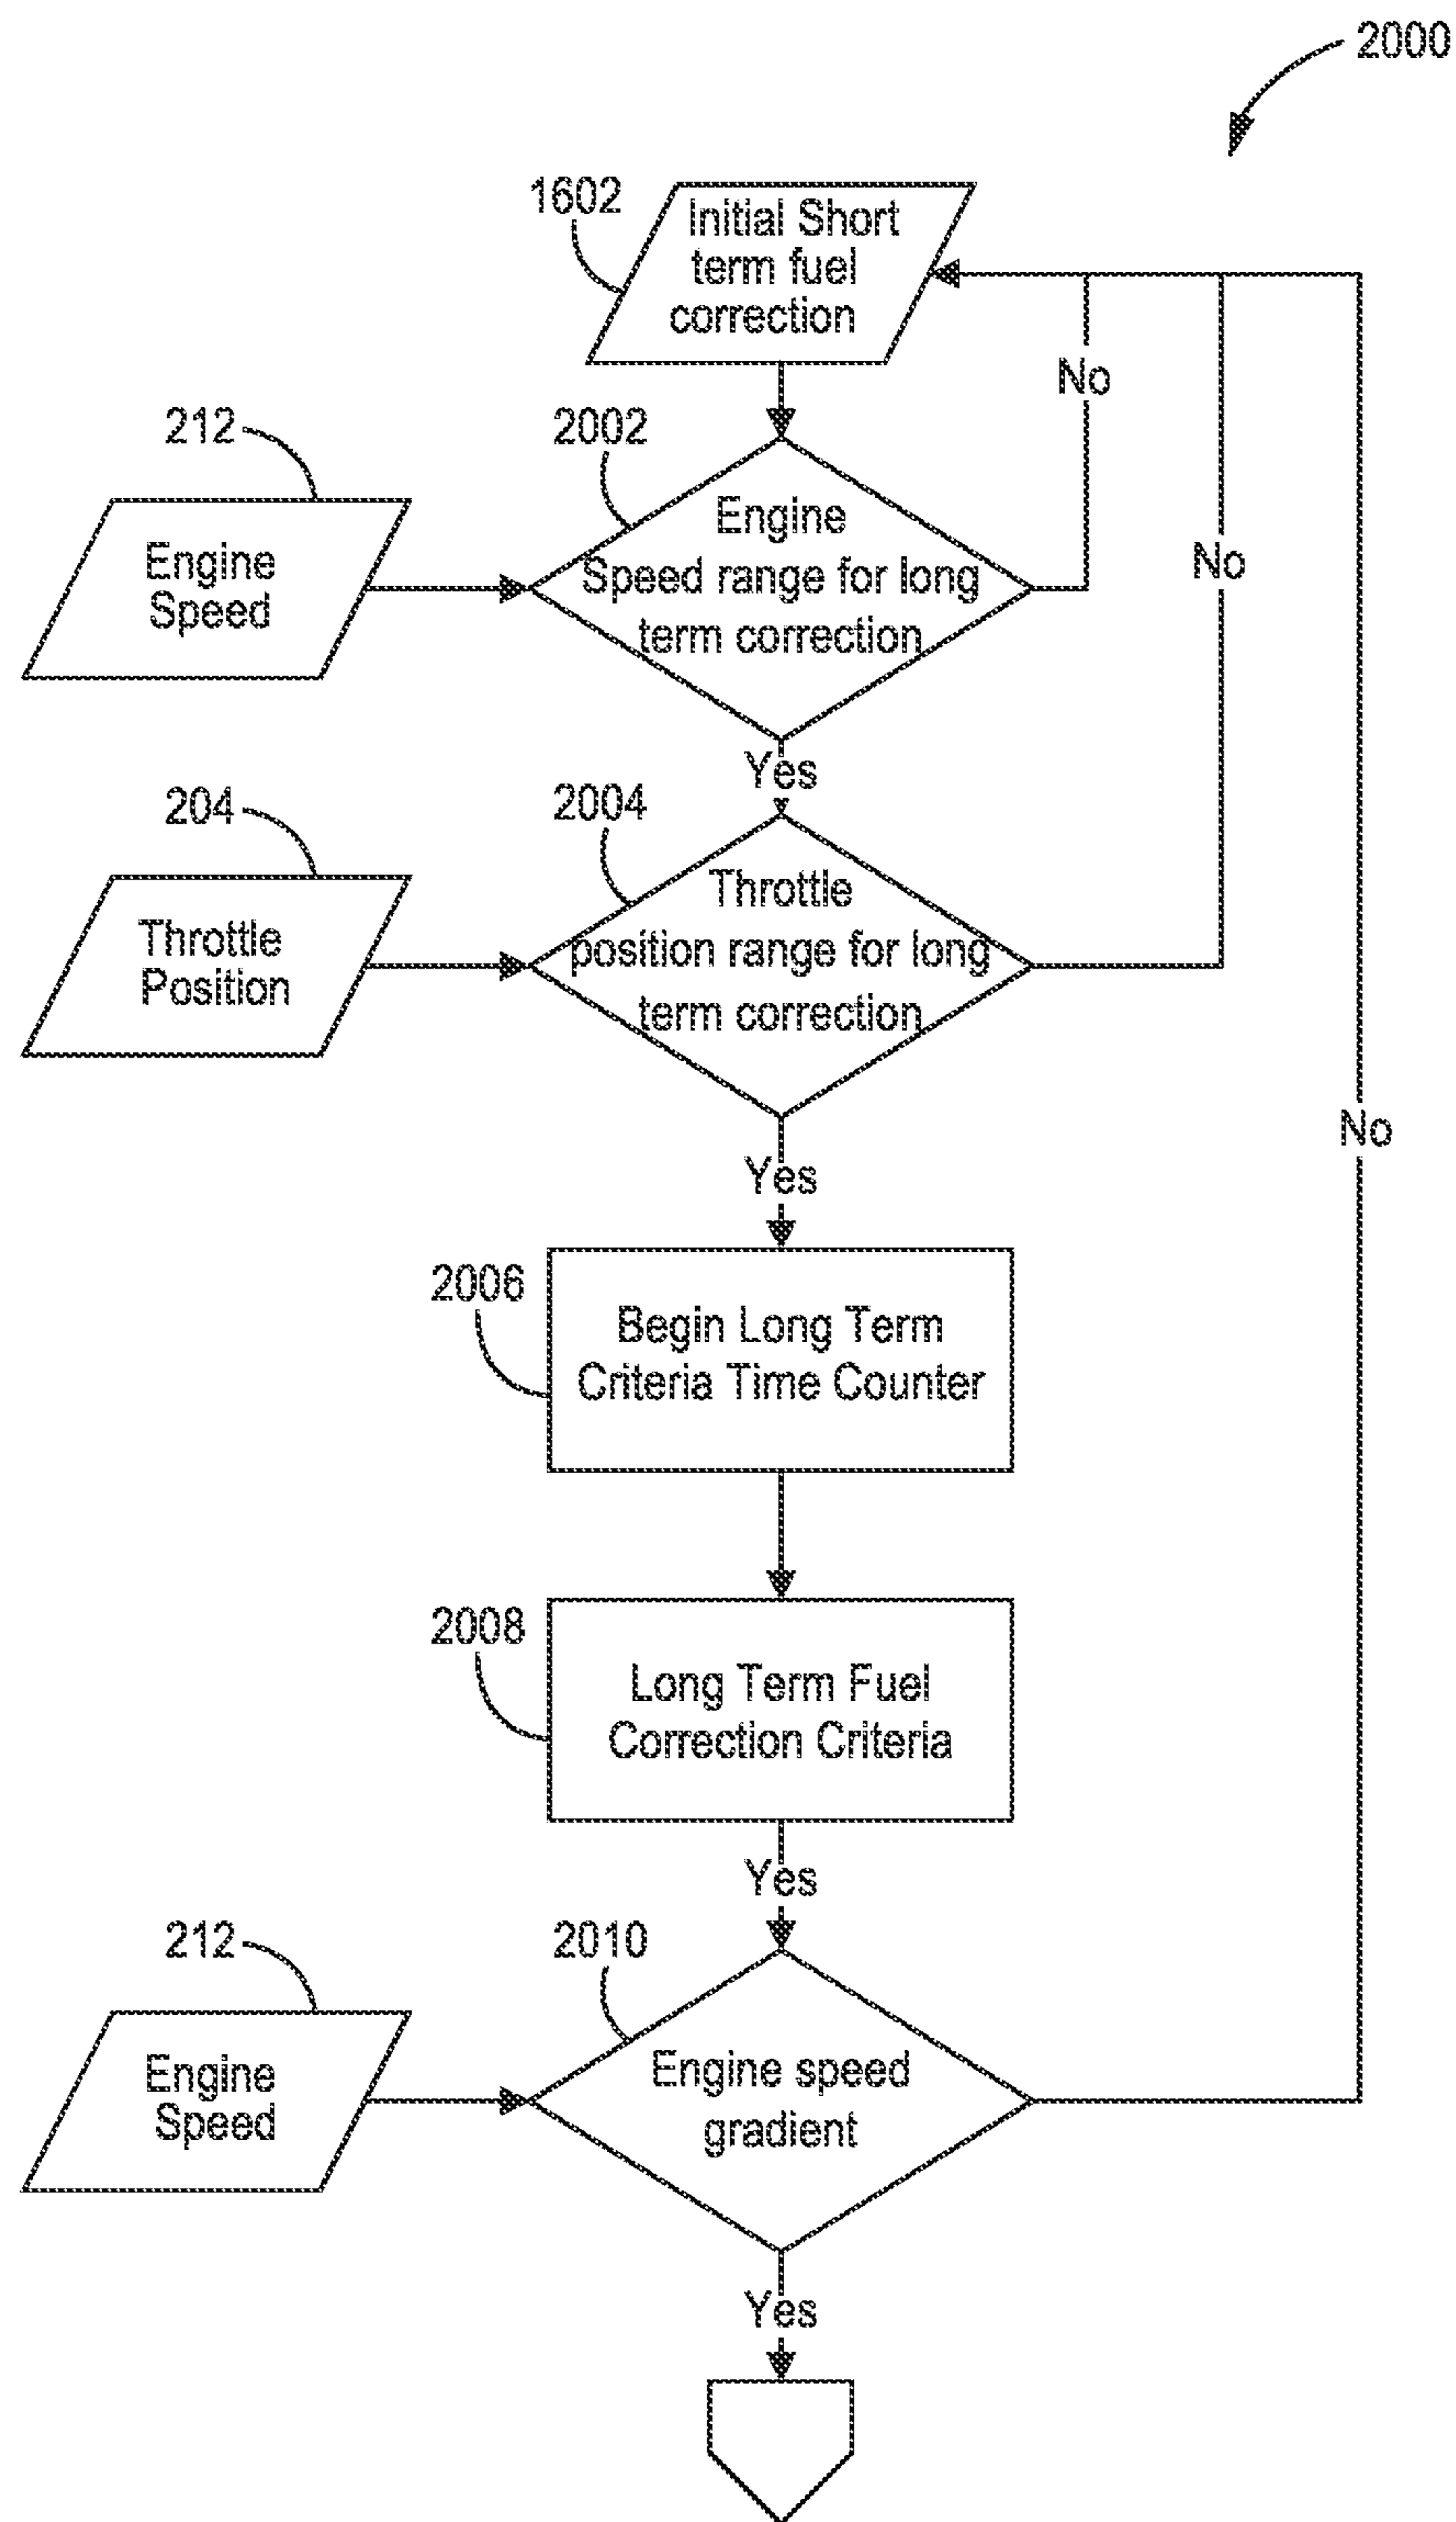 2000
1602
Initial Short
term fuel
correction
No
212
2002
Engine
Speed
Engine
Speed range for long
term correction
No
Yes
204
2004
Throttle
Position
Throttle
position range for long
term correction
No
Yes
2006
Begin Long Term
Criteria Time Counter
2008
Long Term Fuel
Correction Criteria
Yes
212
2010
Engine
Speed
Engine speed
gradient
Yes